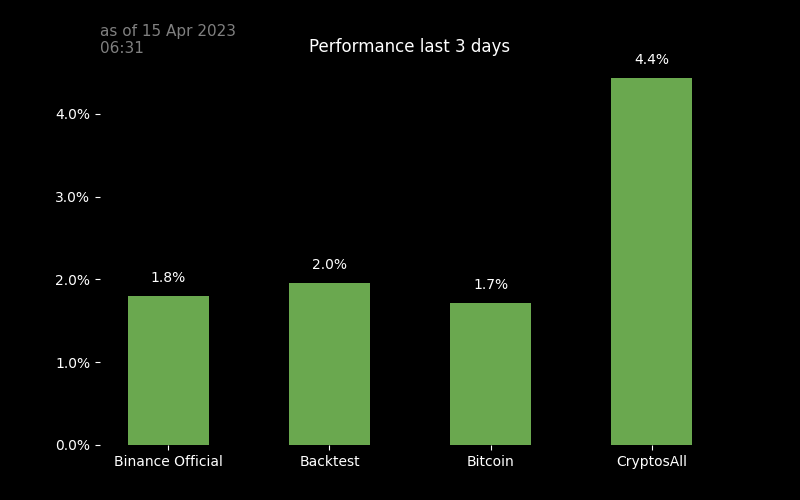 as of 15 Apr 2023
06:31
Performance last 3 days
4.4%
4.0%
3.0%
2.0%
2.0%
1.8%
1.7%
1.0%
0.0%
Binance Official
Backtest
Bitcoin
CryptosAll